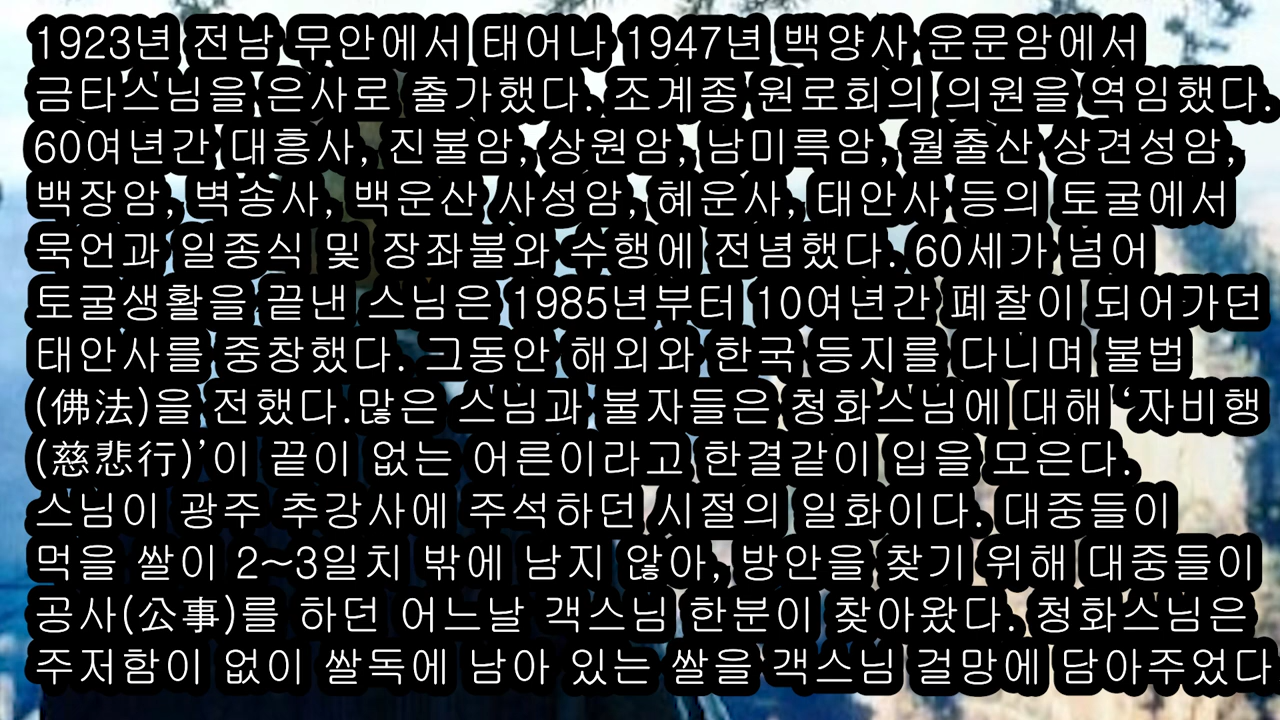 1923년 전남 무안에서 태어나 1947년 백양사 운문암에서
금타스님을 은사로 출가했다. 조계종 원로회의 의원을 역임했다.
60여년간 대흥사, 진불암, 상원암, 남미륵암, 월출산 상견성암,
백장암, 벽송사, 백운산 사성암, 혜운사, 태안사 등의 토굴에서
묵언과 일종식 및 장좌불와 수행에 전념했다. 60세가 넘어
토굴생활을 끝낸 스님은 1985년부터 10여년간 폐찰이 되어가던
태안사를 중창했다. 그동안 해외와 한국 등지를 다니며 불법
(佛法)을 전했다.많은 스님과 불자들은 청화스님에 대해 ‘자비행
(慈悲行)’이 끝이 없는 어른이라고 한결같이 입을 모은다.
스님이 광주 추강사에 주석하던 시절의 일화이다. 대중들이
먹을 쌀이 2~3일치 밖에 남지 않아, 방안을 찾기 위해 대중들이
공사(公事)를 하던 어느날 객스님 한분이 찾아왔다. 청화스님은
주저함이 없이 쌀독에 남아 있는 쌀을 객스님 걸망에 담아주었다